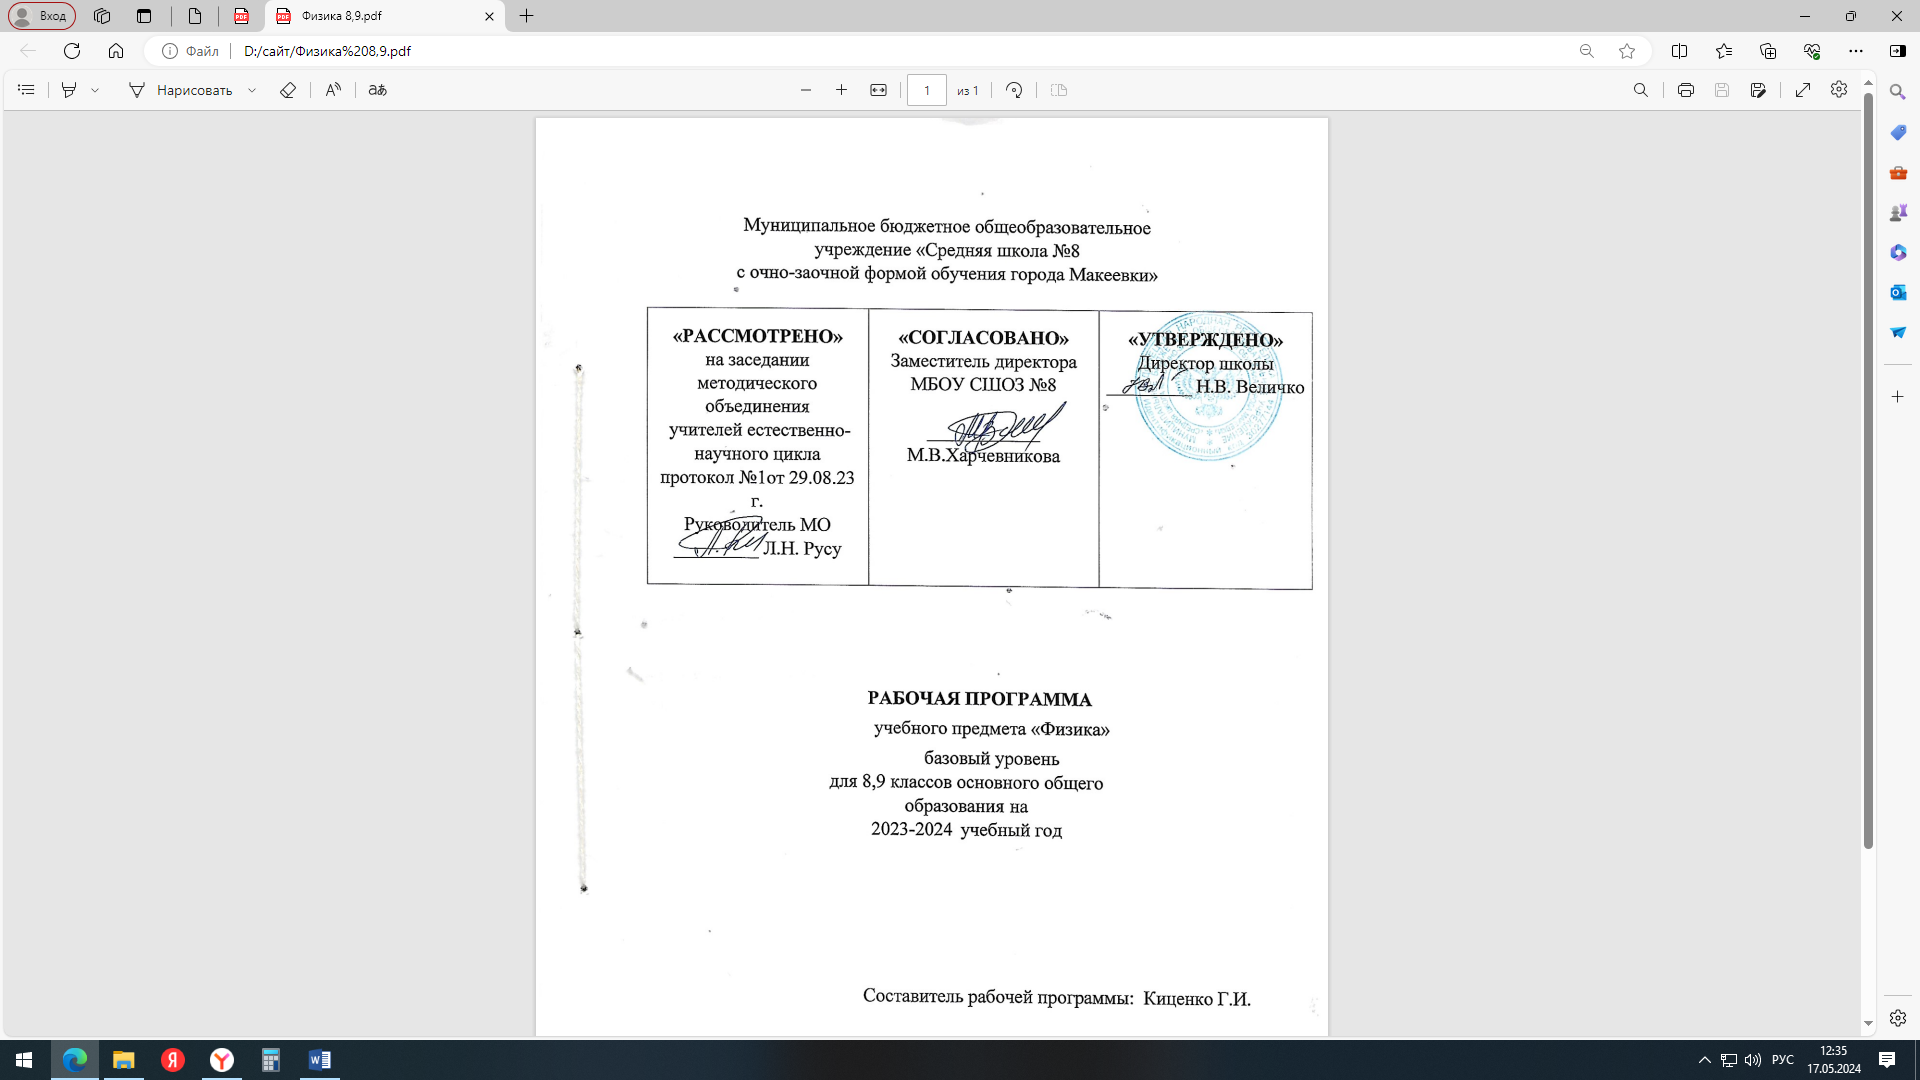 Вход
Физика 8,9.pdf
Файл
D:/сайт/Физика%208,9.pdf
Нарисовать
1
из 1
Муниципальное бюджетное общеобразовательное
учреждение «Средняя школа №8
с очно-заочной формой обучения города Макеевки»
«РАССМОТРЕНО»
на заседании
методического
объединения
учителей естественно-
научного цикла
протокол №1от 29.08.23
г.
Руководитель МО
Л.Н. Русу
«СОГЛАСОВАНО»
Заместитель директора
МБОУ СШОЗ №8
М.В.Харчевникова
«УТВЕРЖДЕНО»
Директор школы
Н.В. Величко
РАБОЧАЯ ПРОГРАММА
учебного предмета «Физика»
базовый уровень
для 8,9 классов основного общего
образования на
2023-2024 учебный год
Составитель рабочей программы: Киценко Г.И.
РУС
12:35
17.05.2024